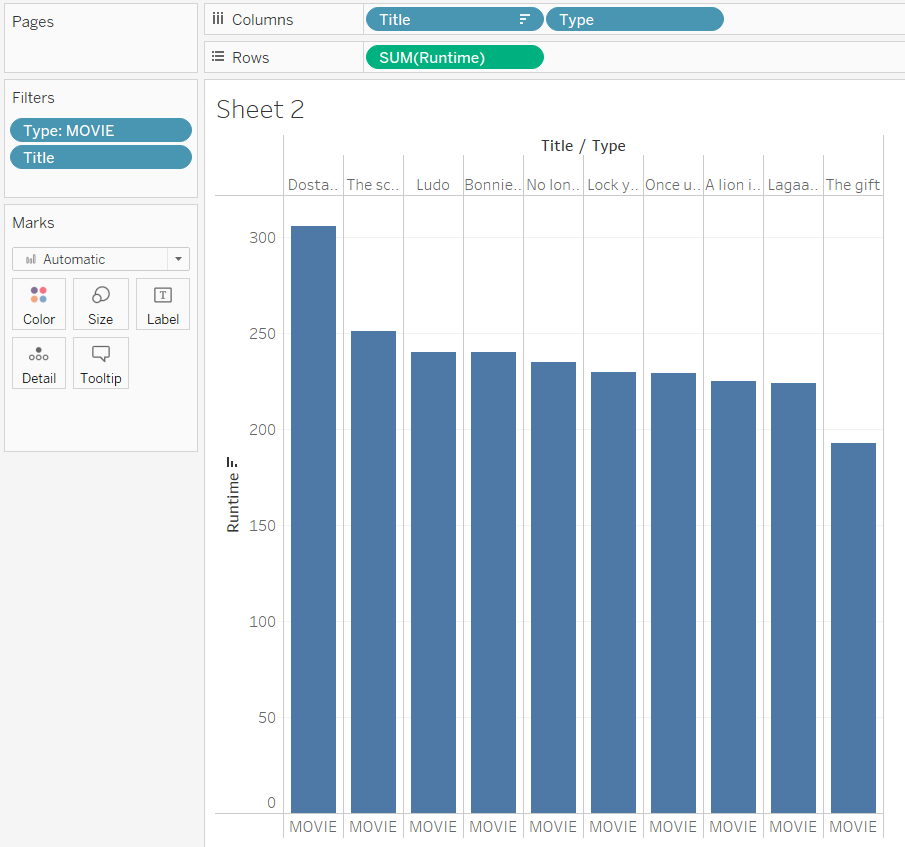 Pages
Columns
Title
Type
Rows
SUM(Runtime)
Filters
Type: MOVIE
Title
Marks
Automatic
Color
Size
Label
Detail
Tooltip
Sheet 2
Title / Type
Dosta.. The sc.. Ludo Bonnie.. No lon.. Lock y.. Once u.. A lion i.. Lagaa.. The gift
300
250
200
150
100
50
0
Runtime
MOVIE MOVIE MOVIE MOVIE MOVIE MOVIE MOVIE MOVIE MOVIE MOVIE